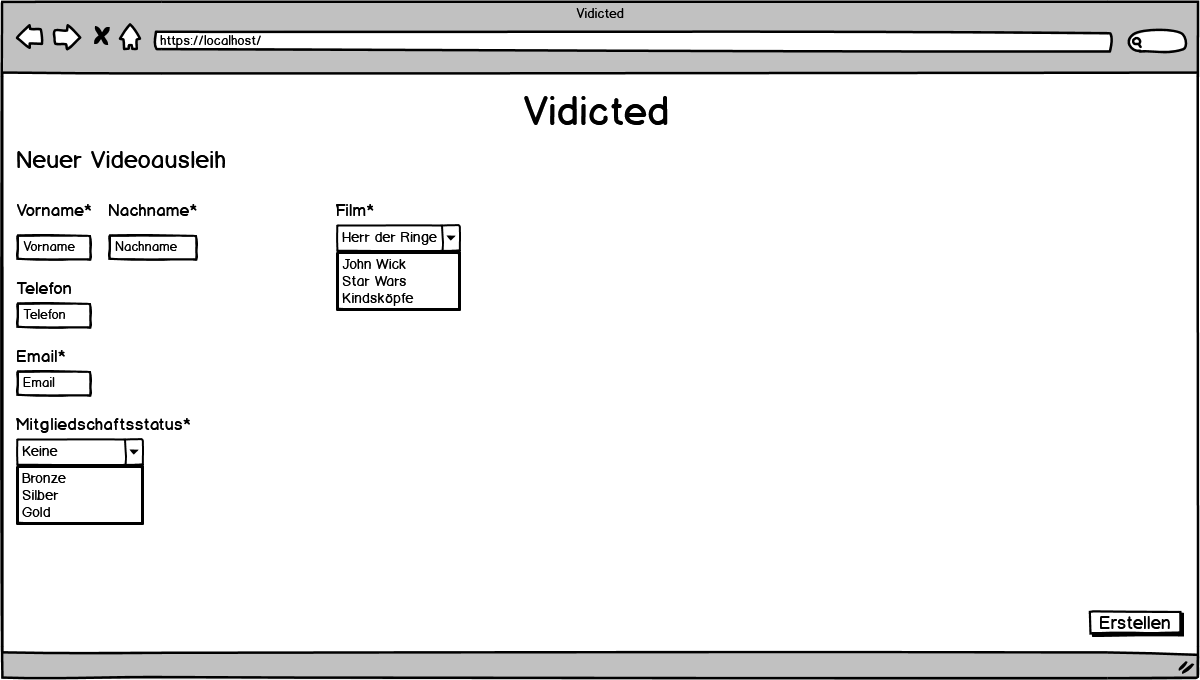 Vidicted
https://localhost/
Vidicted
Neuer Videoausleih
Vorname* Nachname*
Vorname Nachname
Telefon
Telefon
Email*
Email
Mitgliedschaftsstatus*
Keine
Bronze
Silber
Gold
Film*
Herr der Ringe
John Wick
Star Wars
Kindsköpfe
Erstellen